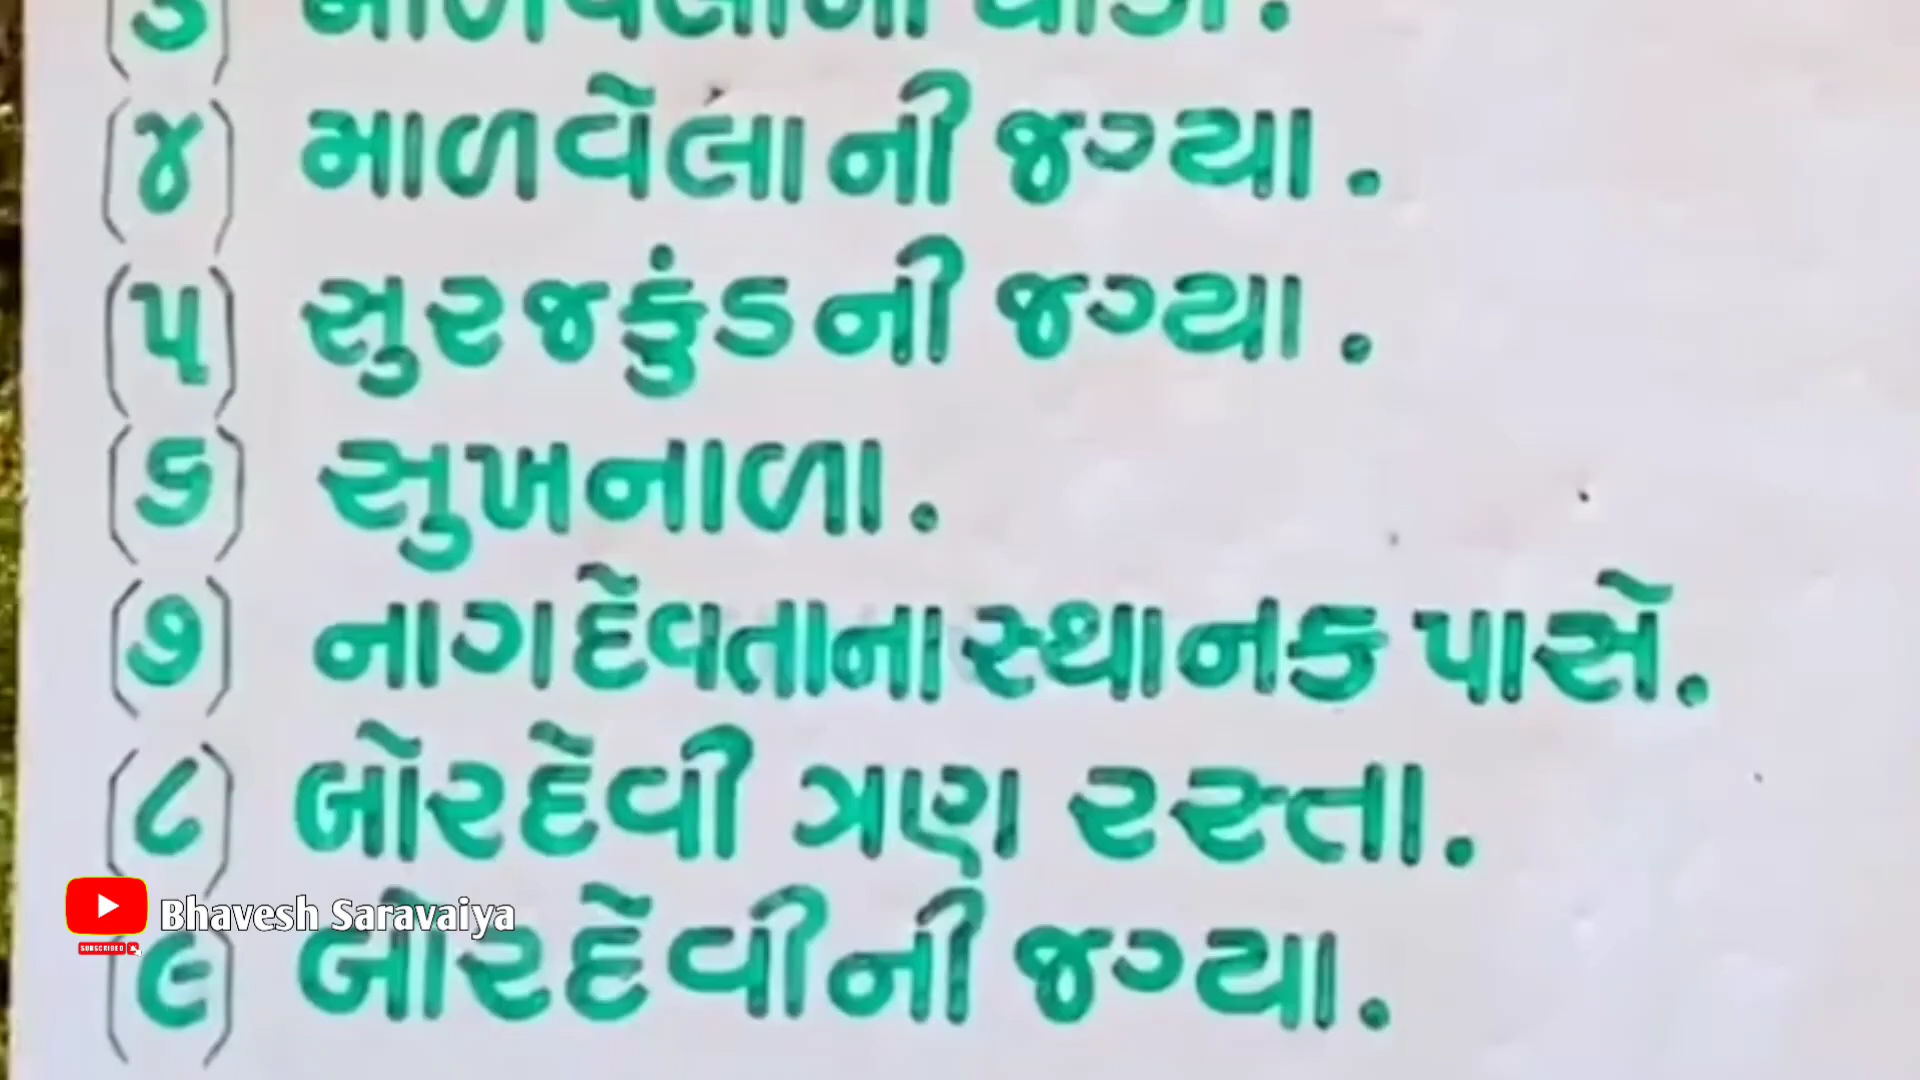 (૪) માળવેલાની જગ્યા.
(૫) સુરજકુંડની જગ્યા.
(૬) સુખનાળા.
(૭) નાગદેવતાના સ્થાનક પાસે.
(૮) બોરદેવી ત્રણ રસ્તા.
Bhavesh Saravaiya
SUBSCRIBED
(૯) બોરદેવીની જગ્યા.